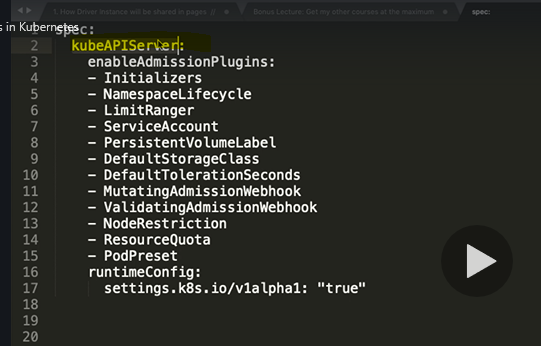 1. How Driver instance will be shared in pages
Bonus Lecture: Get my other courses at the maximum
spec:
s in Kubernetes
1 spec:
2 kubeAPIServer:
3 enableAdmissionPlugins:
4 - Initializers
5 - NamespaceLifecycle
6 - LimitRanger
7 - ServiceAccount
8 - PersistentVolumeLabel
9 - DefaultStorageClass
10 - DefaultTolerationSeconds
11 - MutatingAdmissionWebhook
12 - ValidatingAdmissionWebhook
13 - NodeRestriction
14 - ResourceQuota
15 - PodPreset
16 runtimeConfig:
17 settings.k8s.io/v1alpha1: "true"
18
19
20